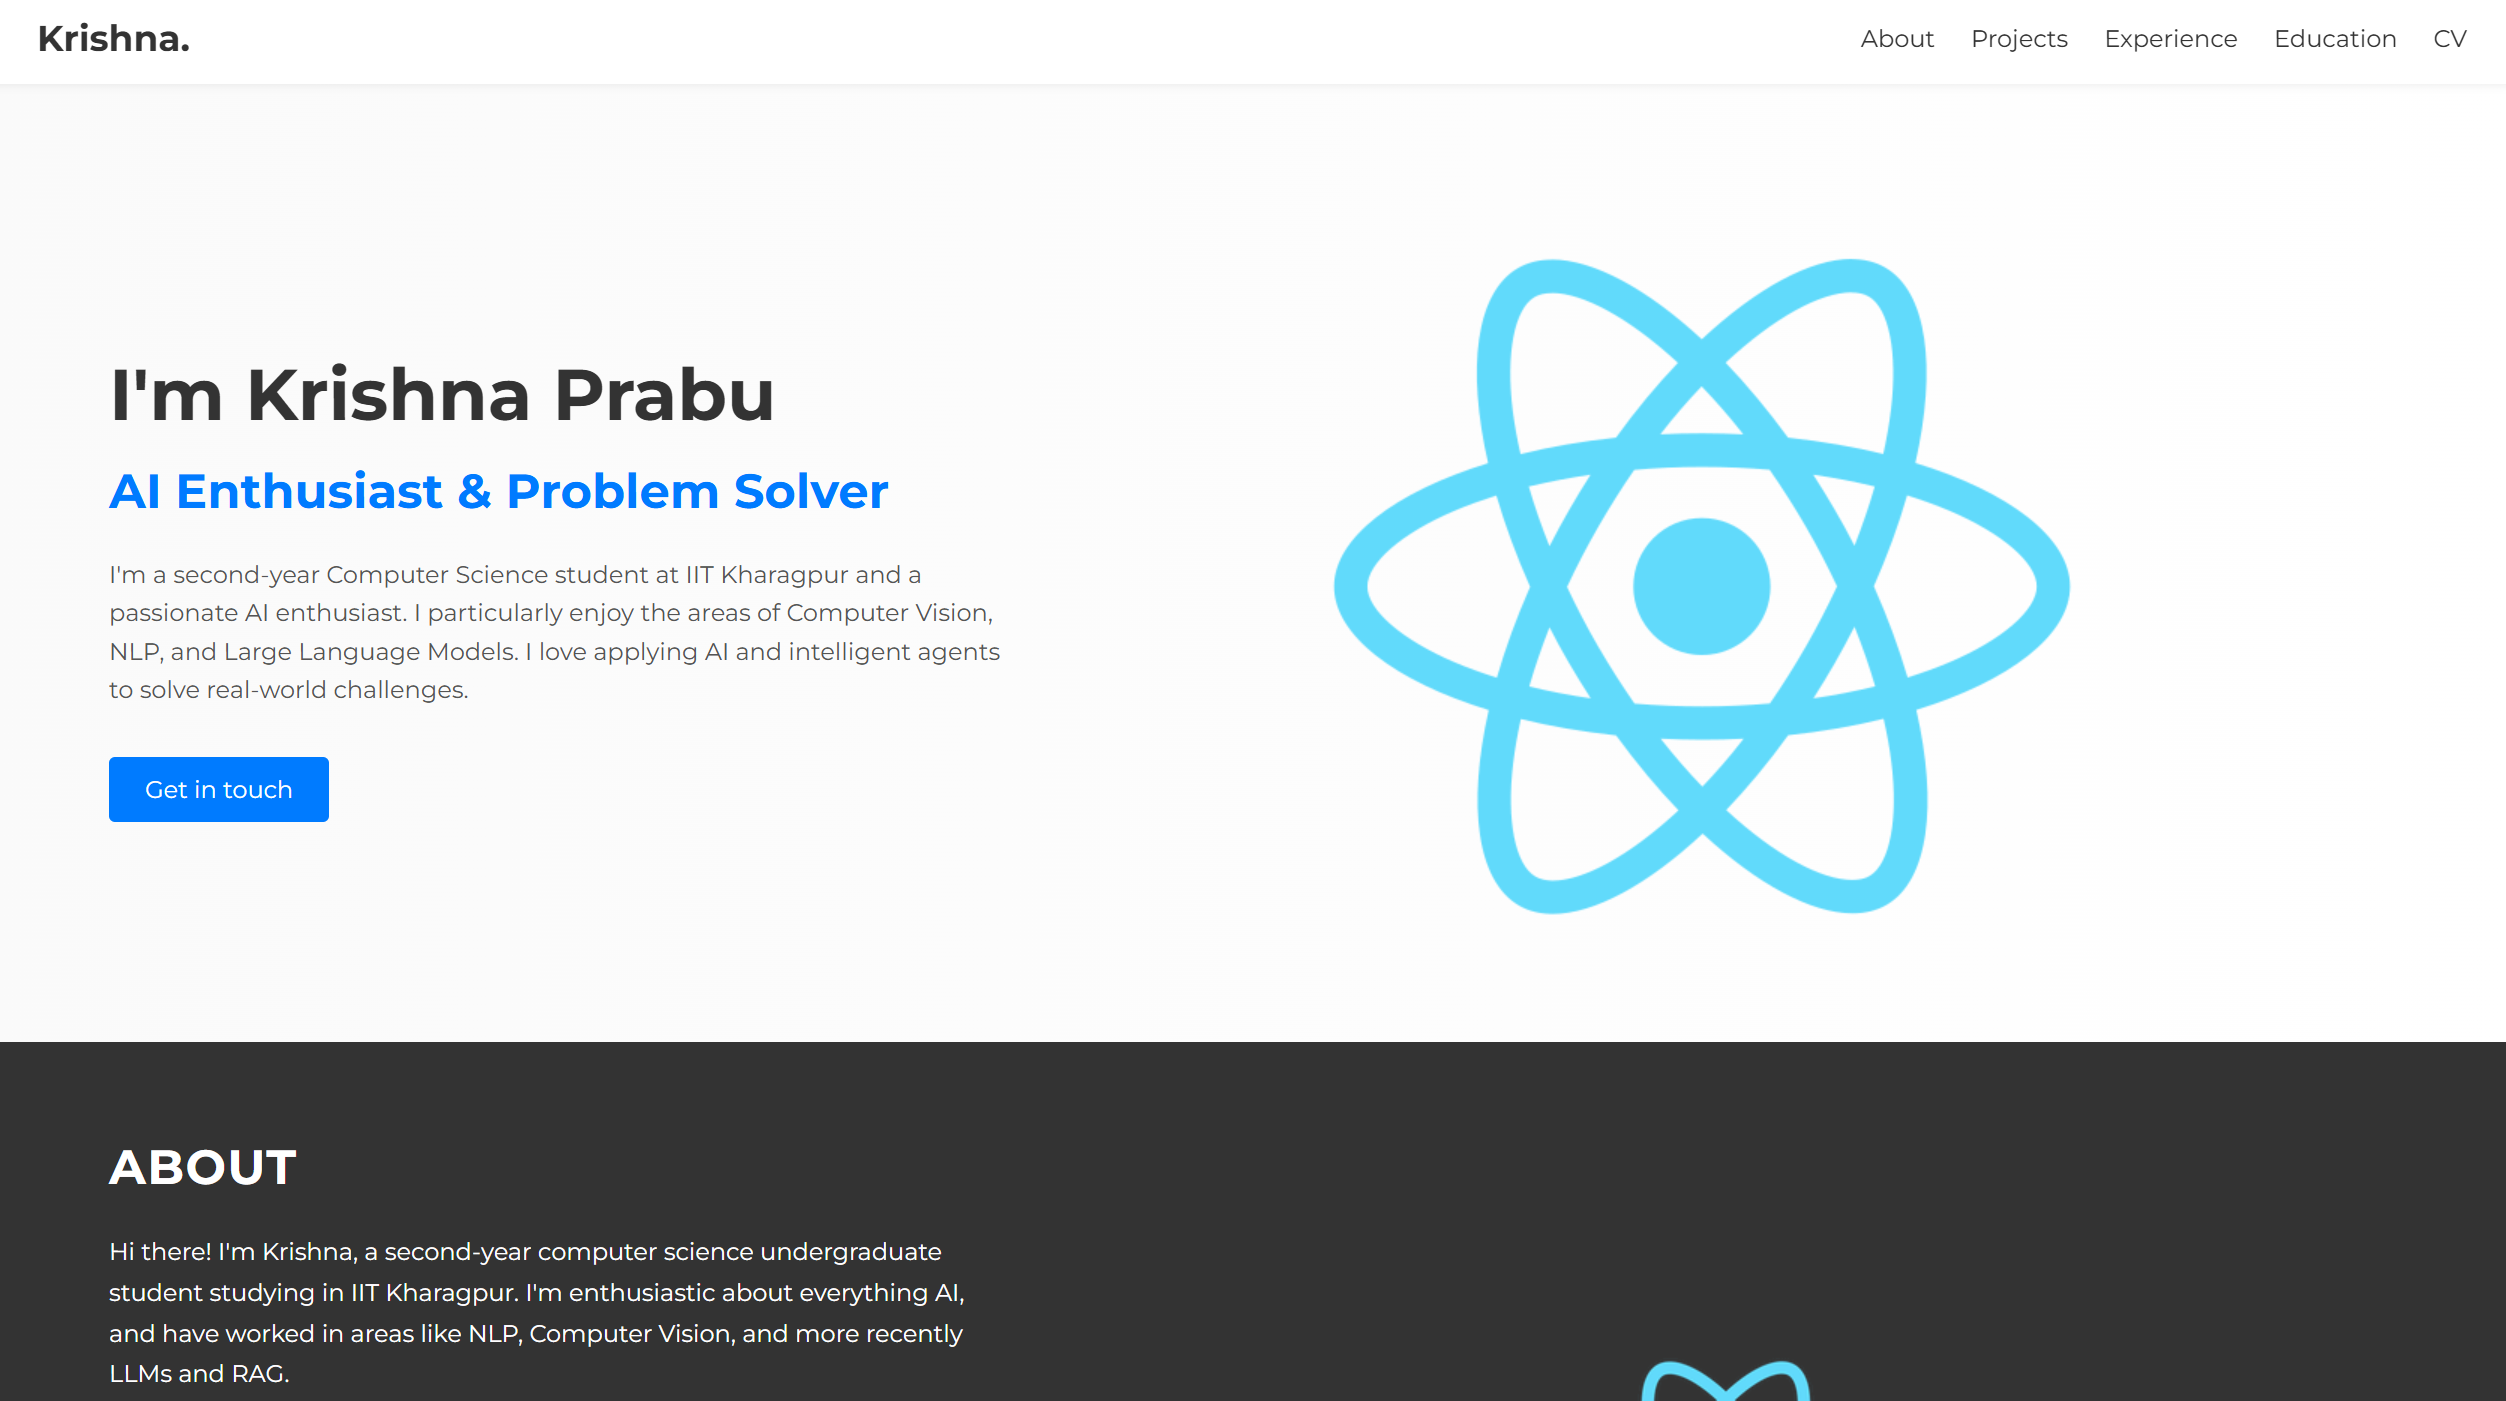 Krishna.
About Projects Experience Education CV
I'm Krishna Prabu
AI Enthusiast & Problem Solver
I'm a second-year Computer Science student at IIT Kharagpur and a
passionate AI enthusiast. I particularly enjoy the areas of Computer Vision,
NLP, and Large Language Models. I love applying AI and intelligent agents
to solve real-world challenges.
Get in touch
ABOUT
Hi there! I'm Krishna, a second-year computer science undergraduate
student studying in IIT Kharagpur. I'm enthusiastic about everything AI,
and have worked in areas like NLP, Computer Vision, and more recently
LLMs and RAG.